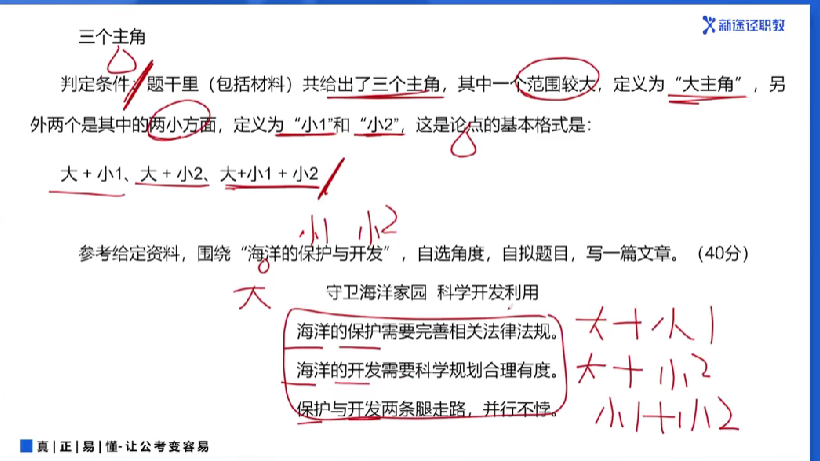 新途径职教
三个主角
判定条件：题干里（包括材料）共给出了三个主角，其中一个范围较大，定义为“大主角”，另
外两个是其中的两小方面，定义为“小1”和“小2”，这是论点的基本格式是：
大 + 小1、大 + 小2、大+小1 + 小2
小1 小2
参考给定资料，围绕“海洋的保护与开发”，自选角度，自拟题目，写一篇文章。（40分）
大
守卫海洋家园 科学开发利用
海洋的保护需要完善相关法律法规。 大+小1
海洋的开发需要科学规划合理有度。 大+小2
保护与开发两条腿走路，并行不悖。 小1+小2
真|正|易|懂-让公考变容易